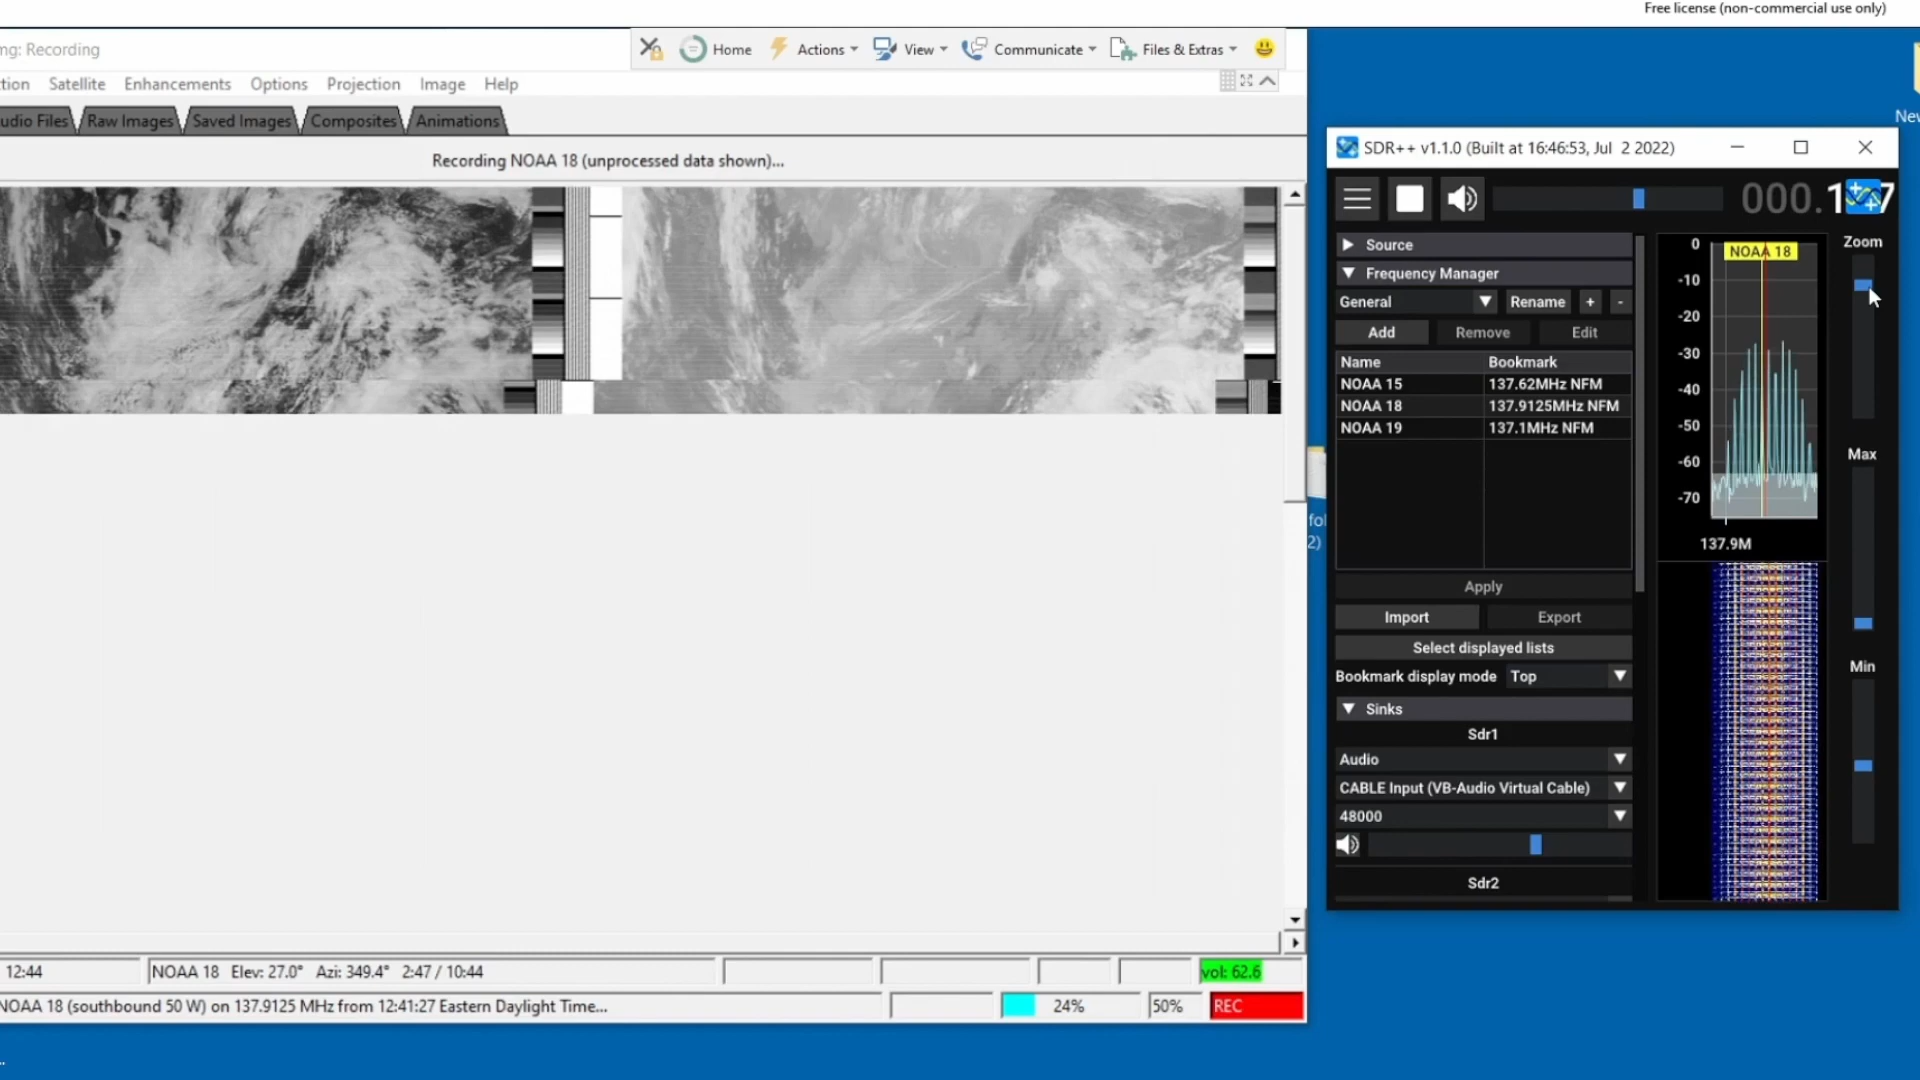 Free license (non-commercial use only)
ng: Recording
Home Actions View Communicate Files & Extras
tion Satellite Enhancements Options Projection Image Help
udio Files Raw Images Saved Images Composites Animations
Recording NOAA 18 (unprocessed data shown)...
12:44 NOAA 18 Elev: 27.0° Azi: 349.4° 2:47 / 10:44 vol: 62.6
NOAA 18 (southbound 50 W) on 137.9125 MHz from 12:41:27 Eastern Daylight Time... 24% 50% REC
New
fol
2)
SDR++ v1.1.0 (Built at 16:46:53, Jul 2 2022)
000.1 7
Source
Frequency Manager
General Rename + -
Add Remove Edit
Name Bookmark
NOAA 15 137.62MHz NFM
NOAA 18 137.9125MHz NFM
NOAA 19 137.1MHz NFM
Apply
Import Export
Select displayed lists
Bookmark display mode Top
Sinks
Sdr1
Audio
CABLE Input (VB-Audio Virtual Cable)
48000
Sdr2
NOAA 18
0
-10
-20
-30
-40
-50
-60
-70
137.9M
Zoom
Max
Min